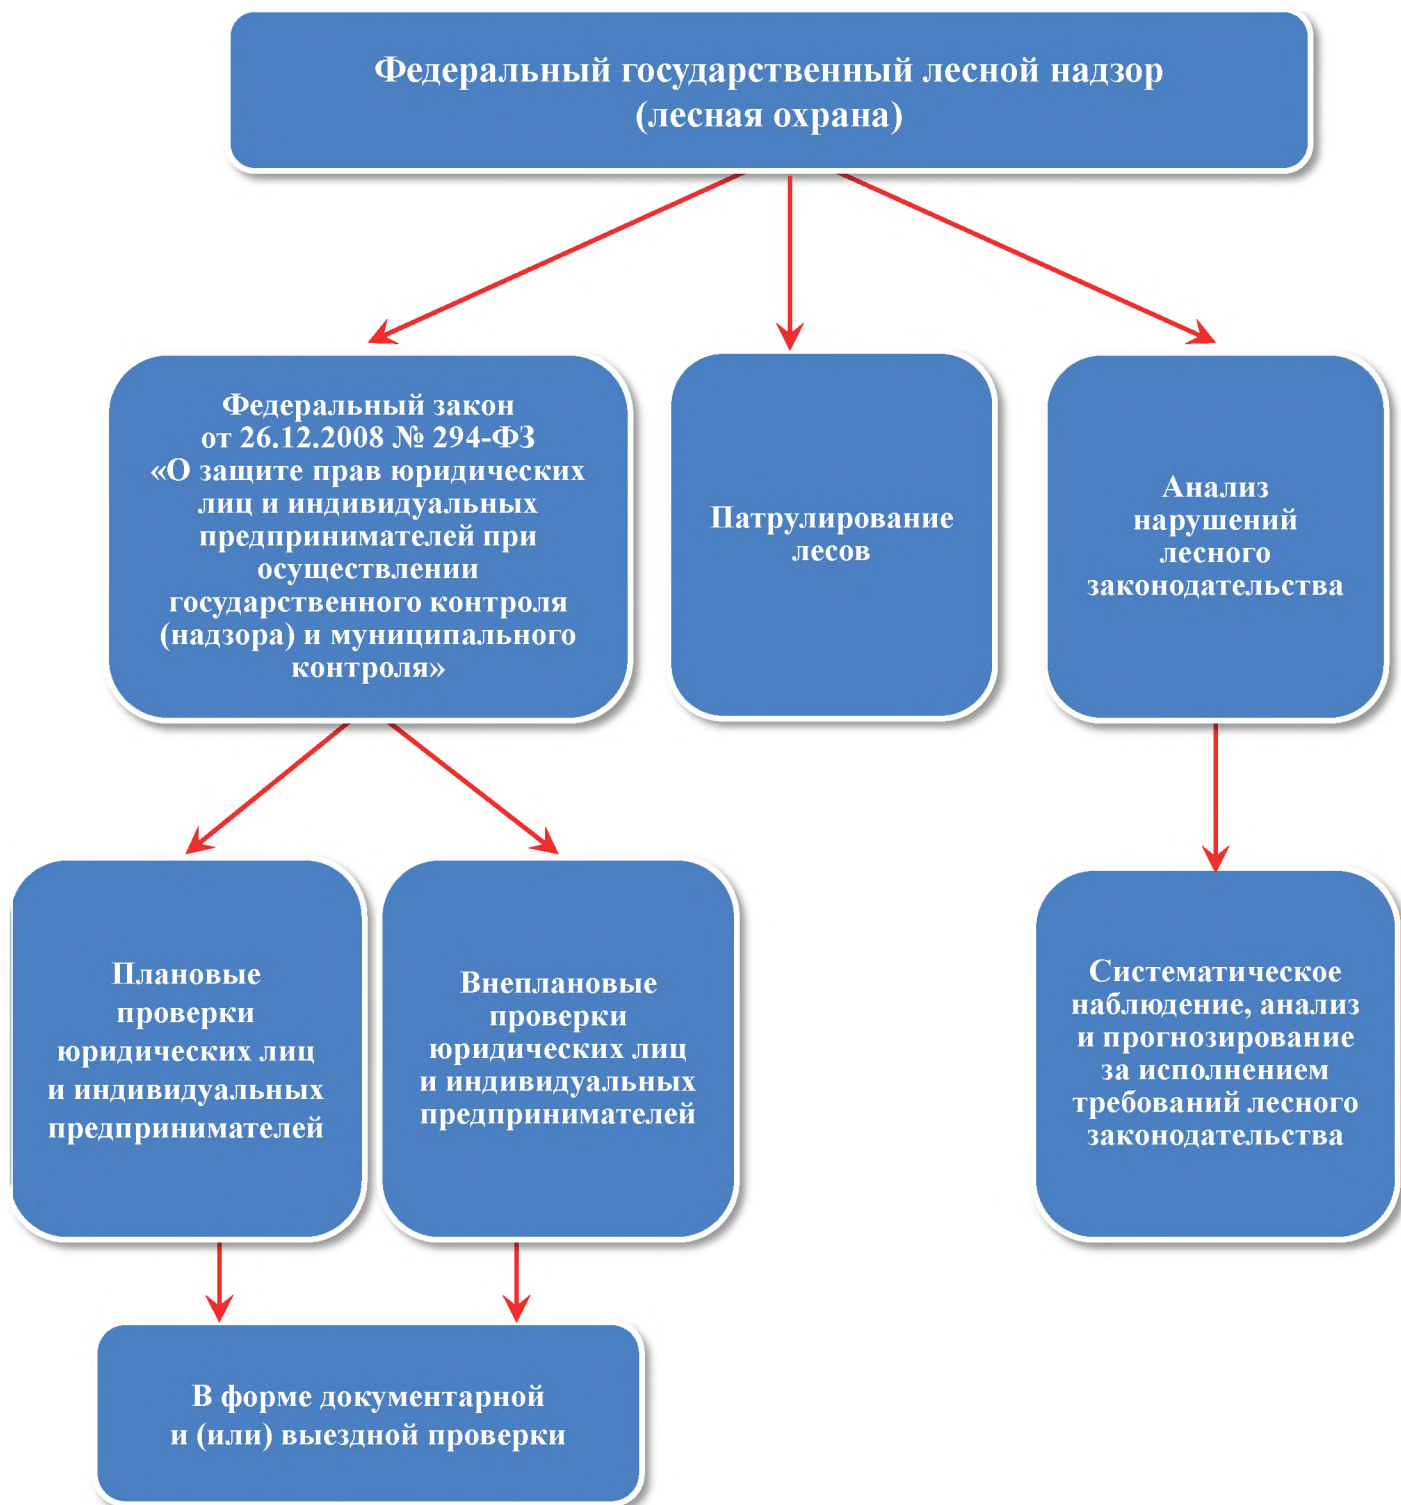 Федеральный государственный лесной надзор
(лесная охрана)
Федеральный закон
от 26.12.2008 № 294-ФЗ
«О защите прав юридических
лиц и индивидуальных
предпринимателей при
осуществлении
государственного контроля
(надзора) и муниципального
контроля»
Патрулирование
лесов
Анализ
нарушений
лесного
законодательства
Плановые
проверки
юридических лиц
и индивидуальных
предпринимателей
Внеплановые
проверки
юридических лиц
и индивидуальных
предпринимателей
Систематическое
наблюдение, анализ
и прогнозирование
за исполнением
требований лесного
законодательства
В форме документарной
и (или) выездной проверки